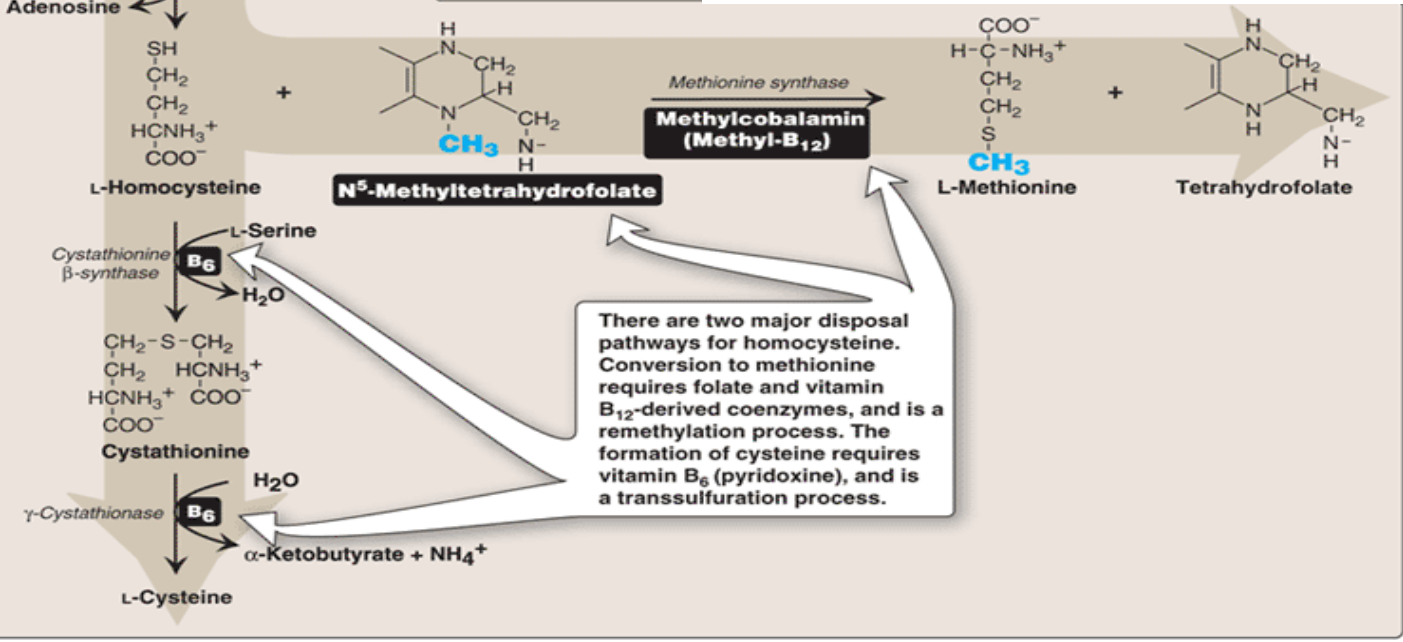 Adenosine
SH
CH₂
CH₂
HCNH₃⁺
COO⁻
L-Homocysteine
+
H
N
CH₂
H
N
CH₂
CH₃
N-
H
N⁵-Methyltetrahydrofolate
Methionine synthase
Methylcobalamin
(Methyl-B₁₂)
COO⁻
H-C-NH₃⁺
CH₂
CH₂
S
CH₃
L-Methionine
+
H
N
CH₂
H
N
H
CH₂
N-
H
Tetrahydrofolate
L-Serine
Cystathionine
β-synthase
B₆
H₂O
CH₂-S-CH₂
CH₂ HCNH₃⁺
HCNH₃⁺ COO⁻
COO⁻
Cystathionine
H₂O
γ-Cystathionase
B₆
α-Ketobutyrate + NH₄⁺
L-Cysteine
There are two major disposal
pathways for homocysteine.
Conversion to methionine
requires folate and vitamin
B₁₂-derived coenzymes, and is a
remethylation process. The
formation of cysteine requires
vitamin B₆ (pyridoxine), and is
a transsulfuration process.